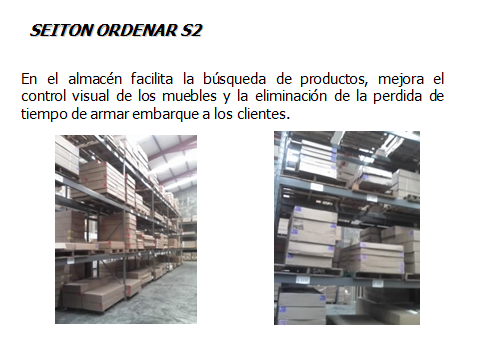 SEITON ORDENAR S2
En el almacén facilita la búsqueda de productos, mejora el
control visual de los muebles y la eliminación de la perdida de
tiempo de armar embarque a los clientes.